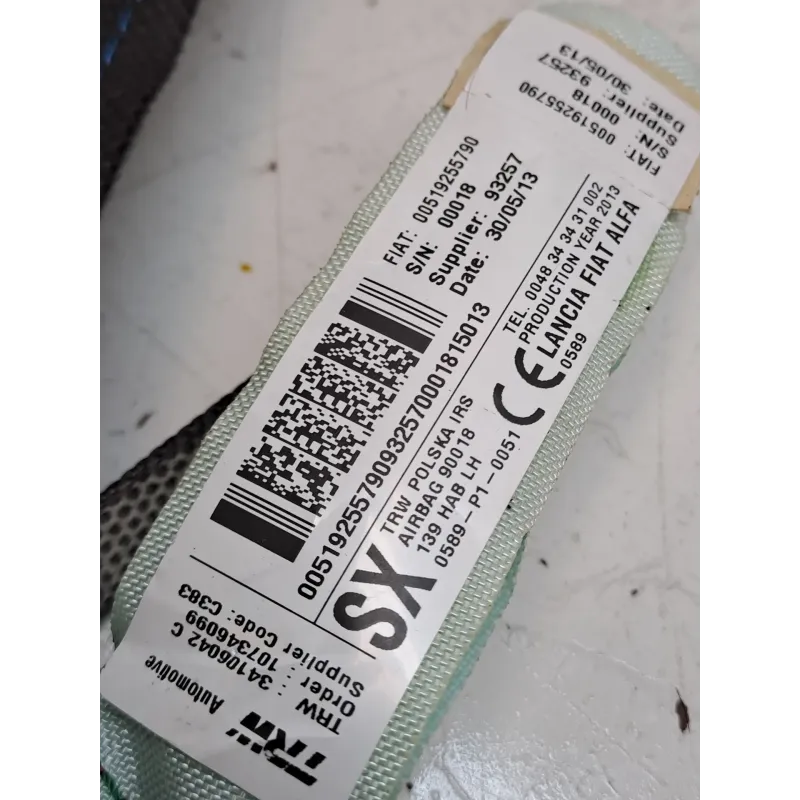 FIAT: 00519255790
S/N: 00018
Supplier: 93257
Date: 30/05/13
FIAT: 00519255790
S/N: 00018
Supplier: 93257
Date: 30/05/13
00519255790932570001815013
TEL. 0048 34 34 31 002
PRODUCTION YEAR 2013
LANCIA FIAT ALFA
CE 0589
SX
TRW POLSKA IRS
AIRBAG 90018
139 HAB LH
0589-P1-0051
TRW : 34106042 C
Order : 107346099
Supplier Code: C383
TRW Automotive